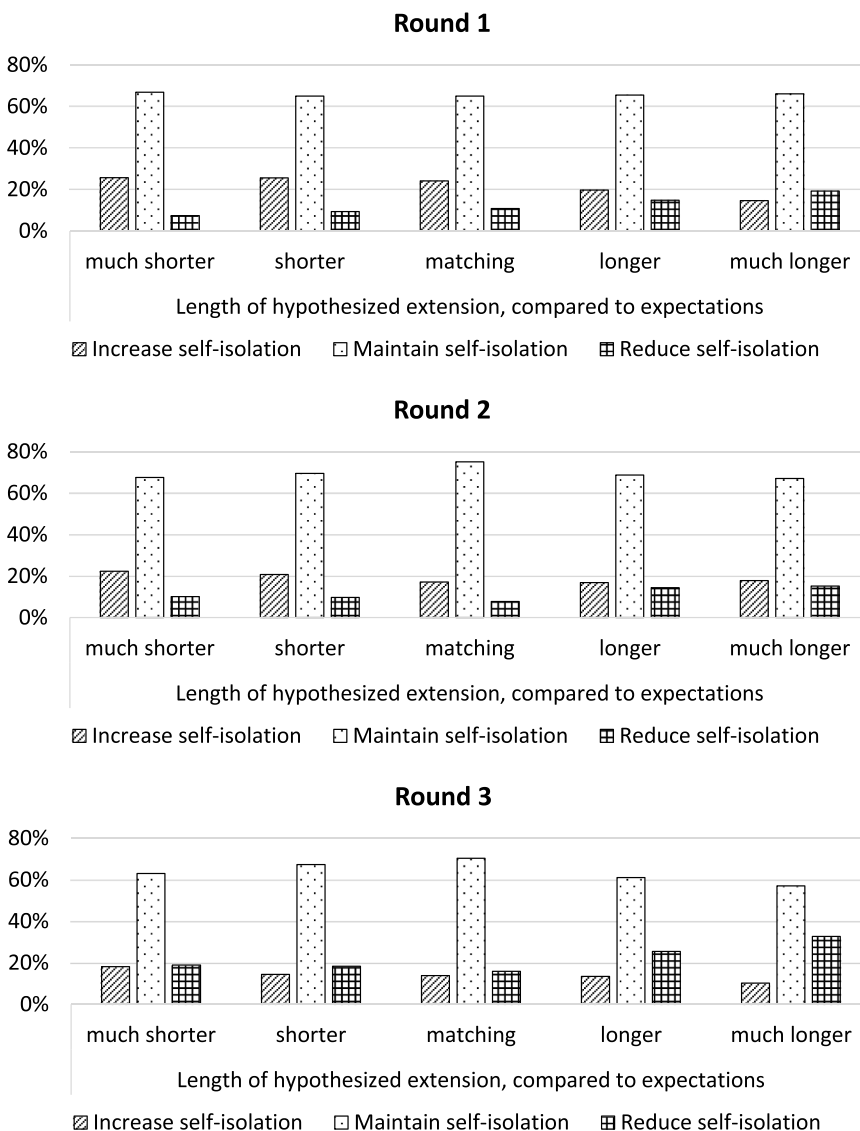 Round 1
80%
60%
40%
20%
0%
much shorter shorter matching longer much longer
Length of hypothesized extension, compared to expectations
Increase self-isolation Maintain self-isolation Reduce self-isolation
Round 2
80%
60%
40%
20%
0%
much shorter shorter matching longer much longer
Length of hypothesized extension, compared to expectations
Increase self-isolation Maintain self-isolation Reduce self-isolation
Round 3
80%
60%
40%
20%
0%
much shorter shorter matching longer much longer
Length of hypothesized extension, compared to expectations
Increase self-isolation Maintain self-isolation Reduce self-isolation